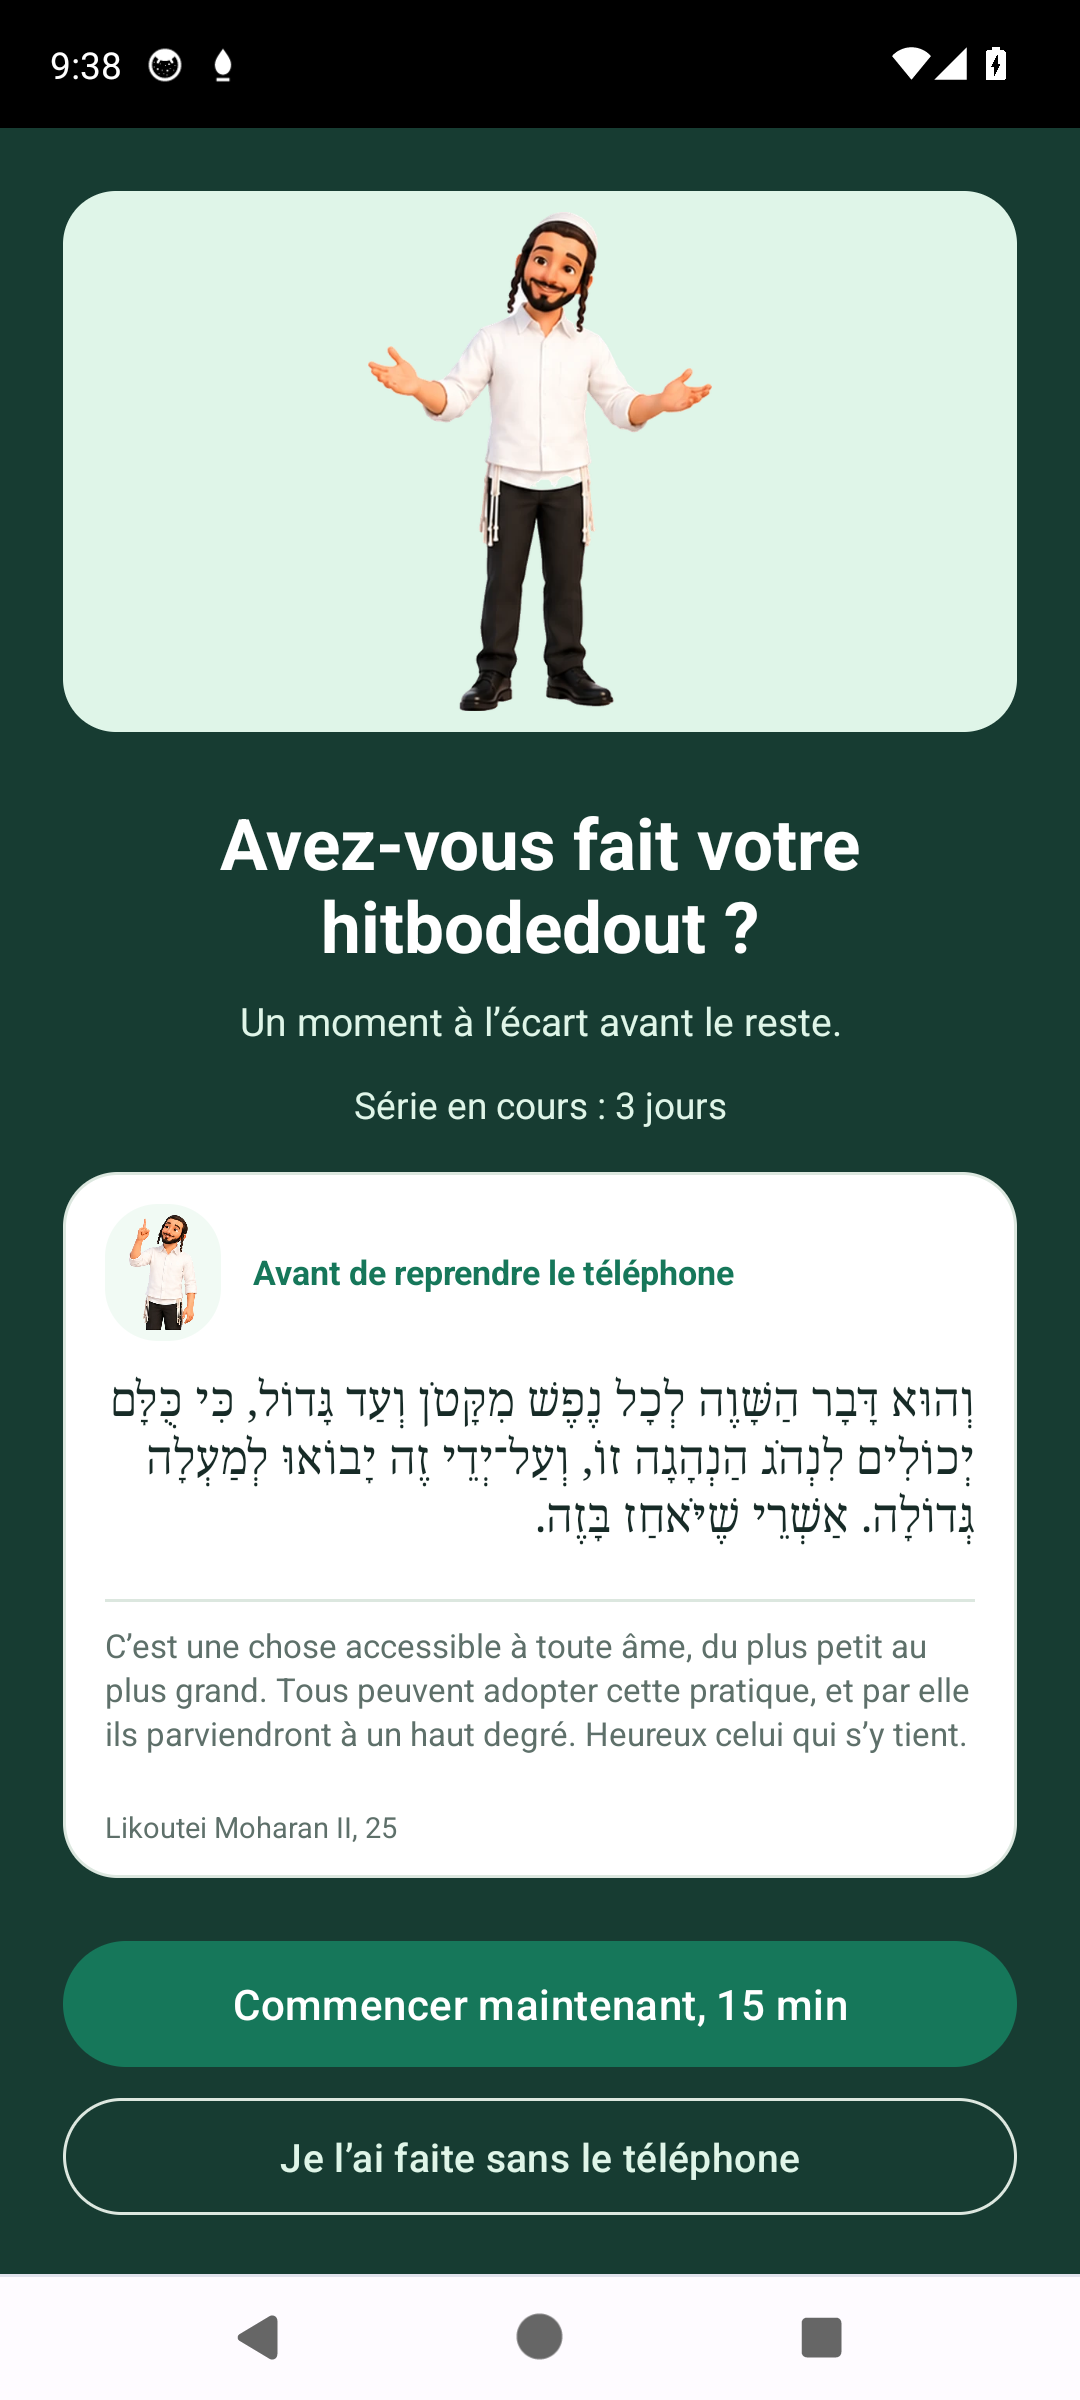 9:38
Avez-vous fait votre
hitbodedout ?
Un moment à l’écart avant le reste.
Série en cours : 3 jours
Avant de reprendre le téléphone
וְהוּא דָּבָר הַשָּׁוֶה לְכָל נֶפֶשׁ מִקָּטֹן וְעַד גָּדוֹל, כִּי כֻּלָּם
יְכוֹלִים לִנְהֹג הַנְהָגָה זוֹ, וְעַל־יְדֵי זֶה יָבוֹאוּ לְמַעְלָה
גְּדוֹלָה. אַשְׁרֵי שֶׁיֹּאחַז בָּזֶה.
C’est une chose accessible à toute âme, du plus petit au
plus grand. Tous peuvent adopter cette pratique, et par elle
ils parviendront à un haut degré. Heureux celui qui s’y tient.
Likoutei Moharan II, 25
Commencer maintenant, 15 min
Je l’ai faite sans le téléphone